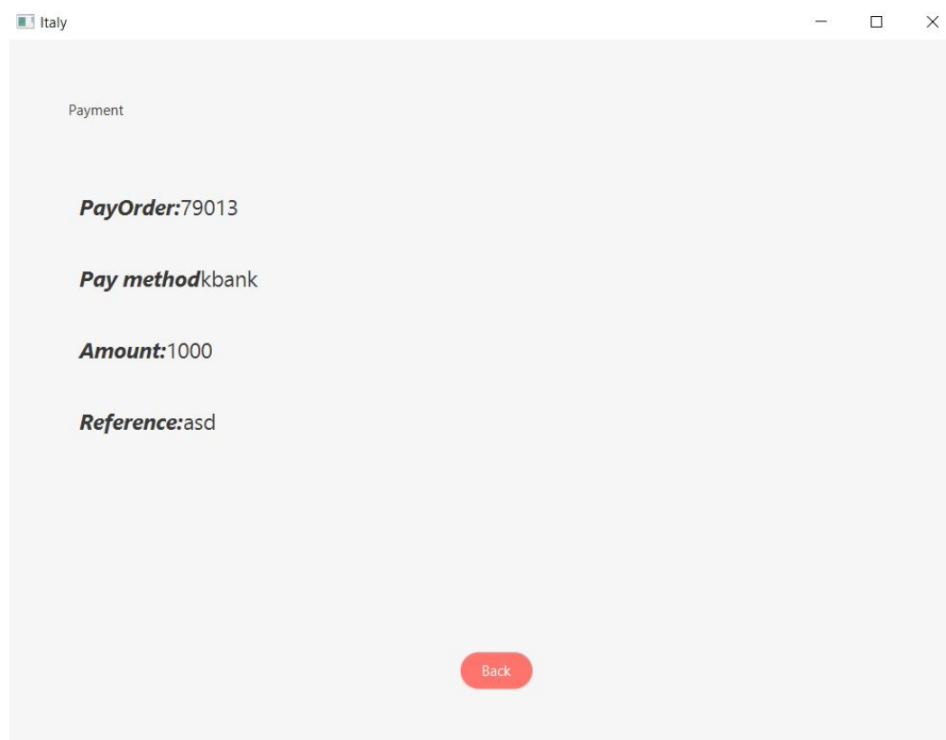 Italy
Payment
PayOrder:79013
Pay methodkbank
Amount:1000
Reference:asd
Back